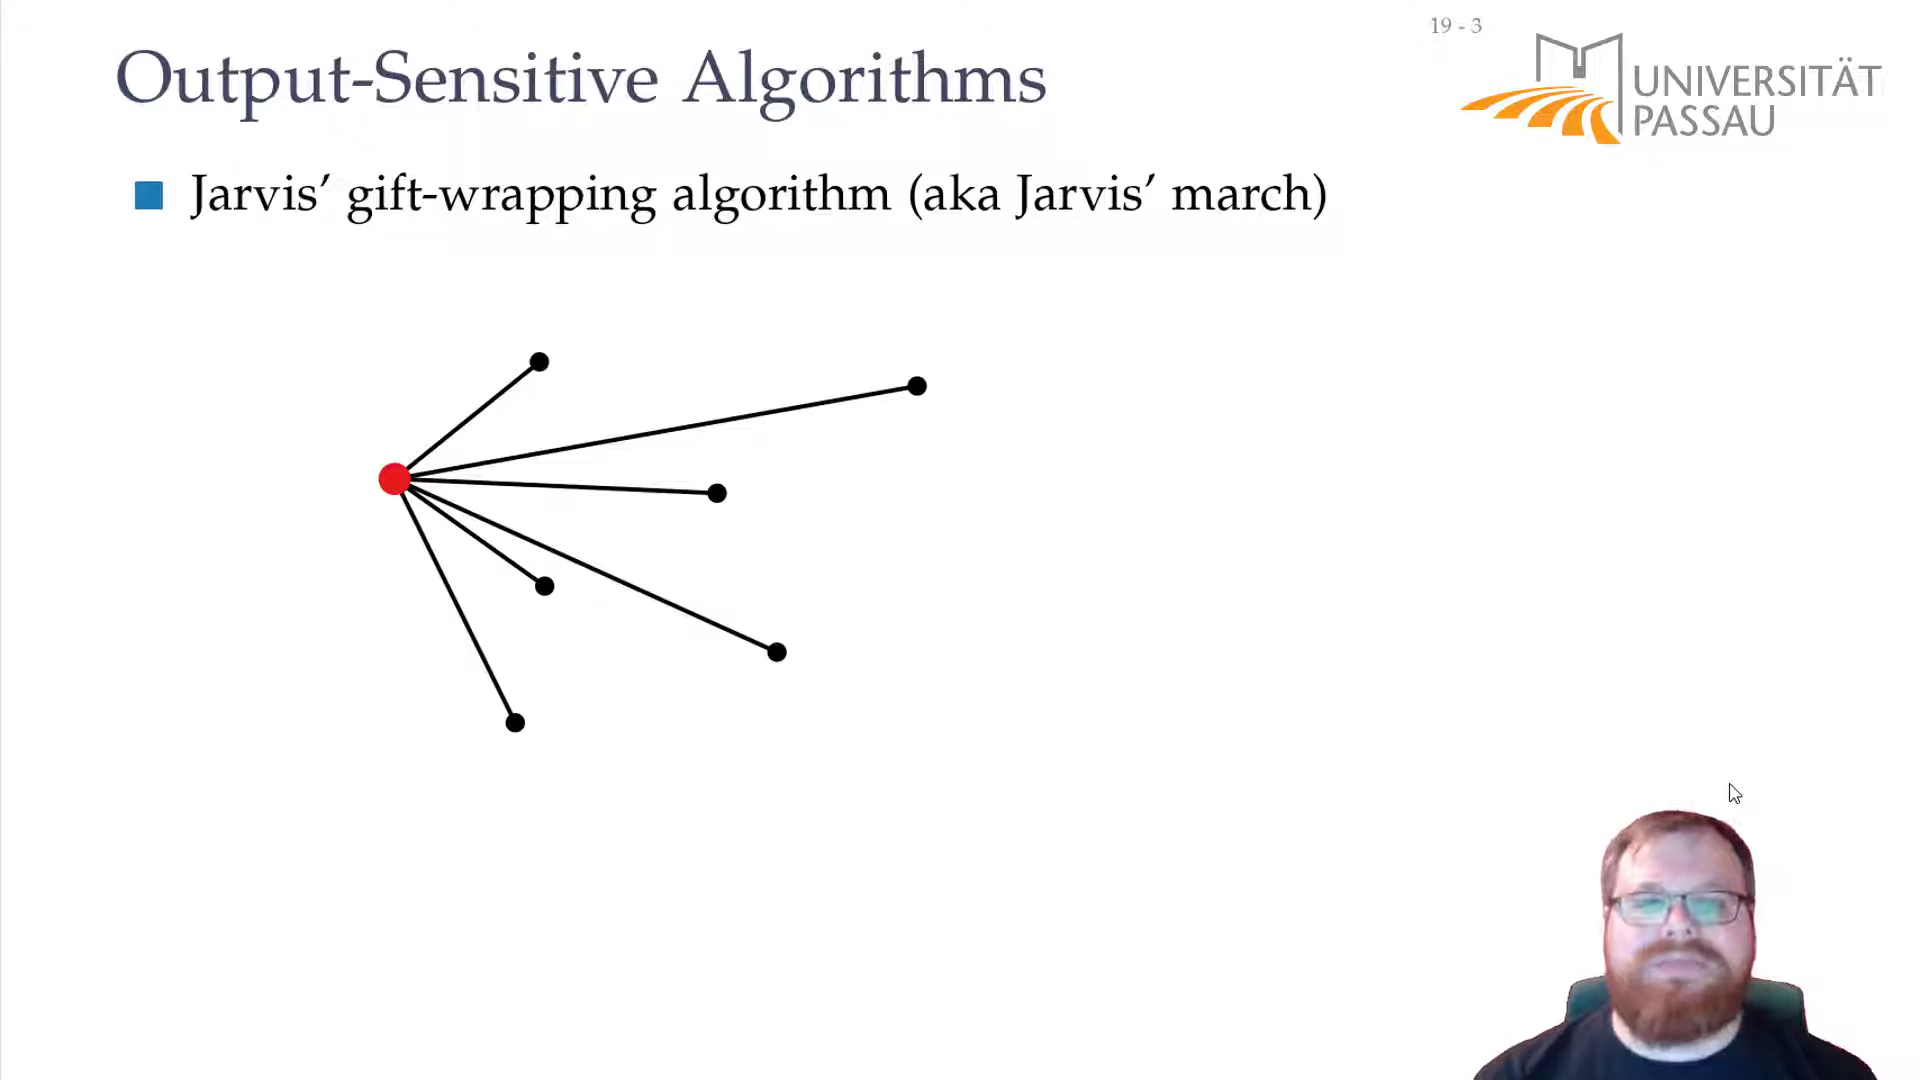 19 - 3
Output-Sensitive Algorithms
UNIVERSITÄT
PASSAU
Jarvis’ gift-wrapping algorithm (aka Jarvis’ march)